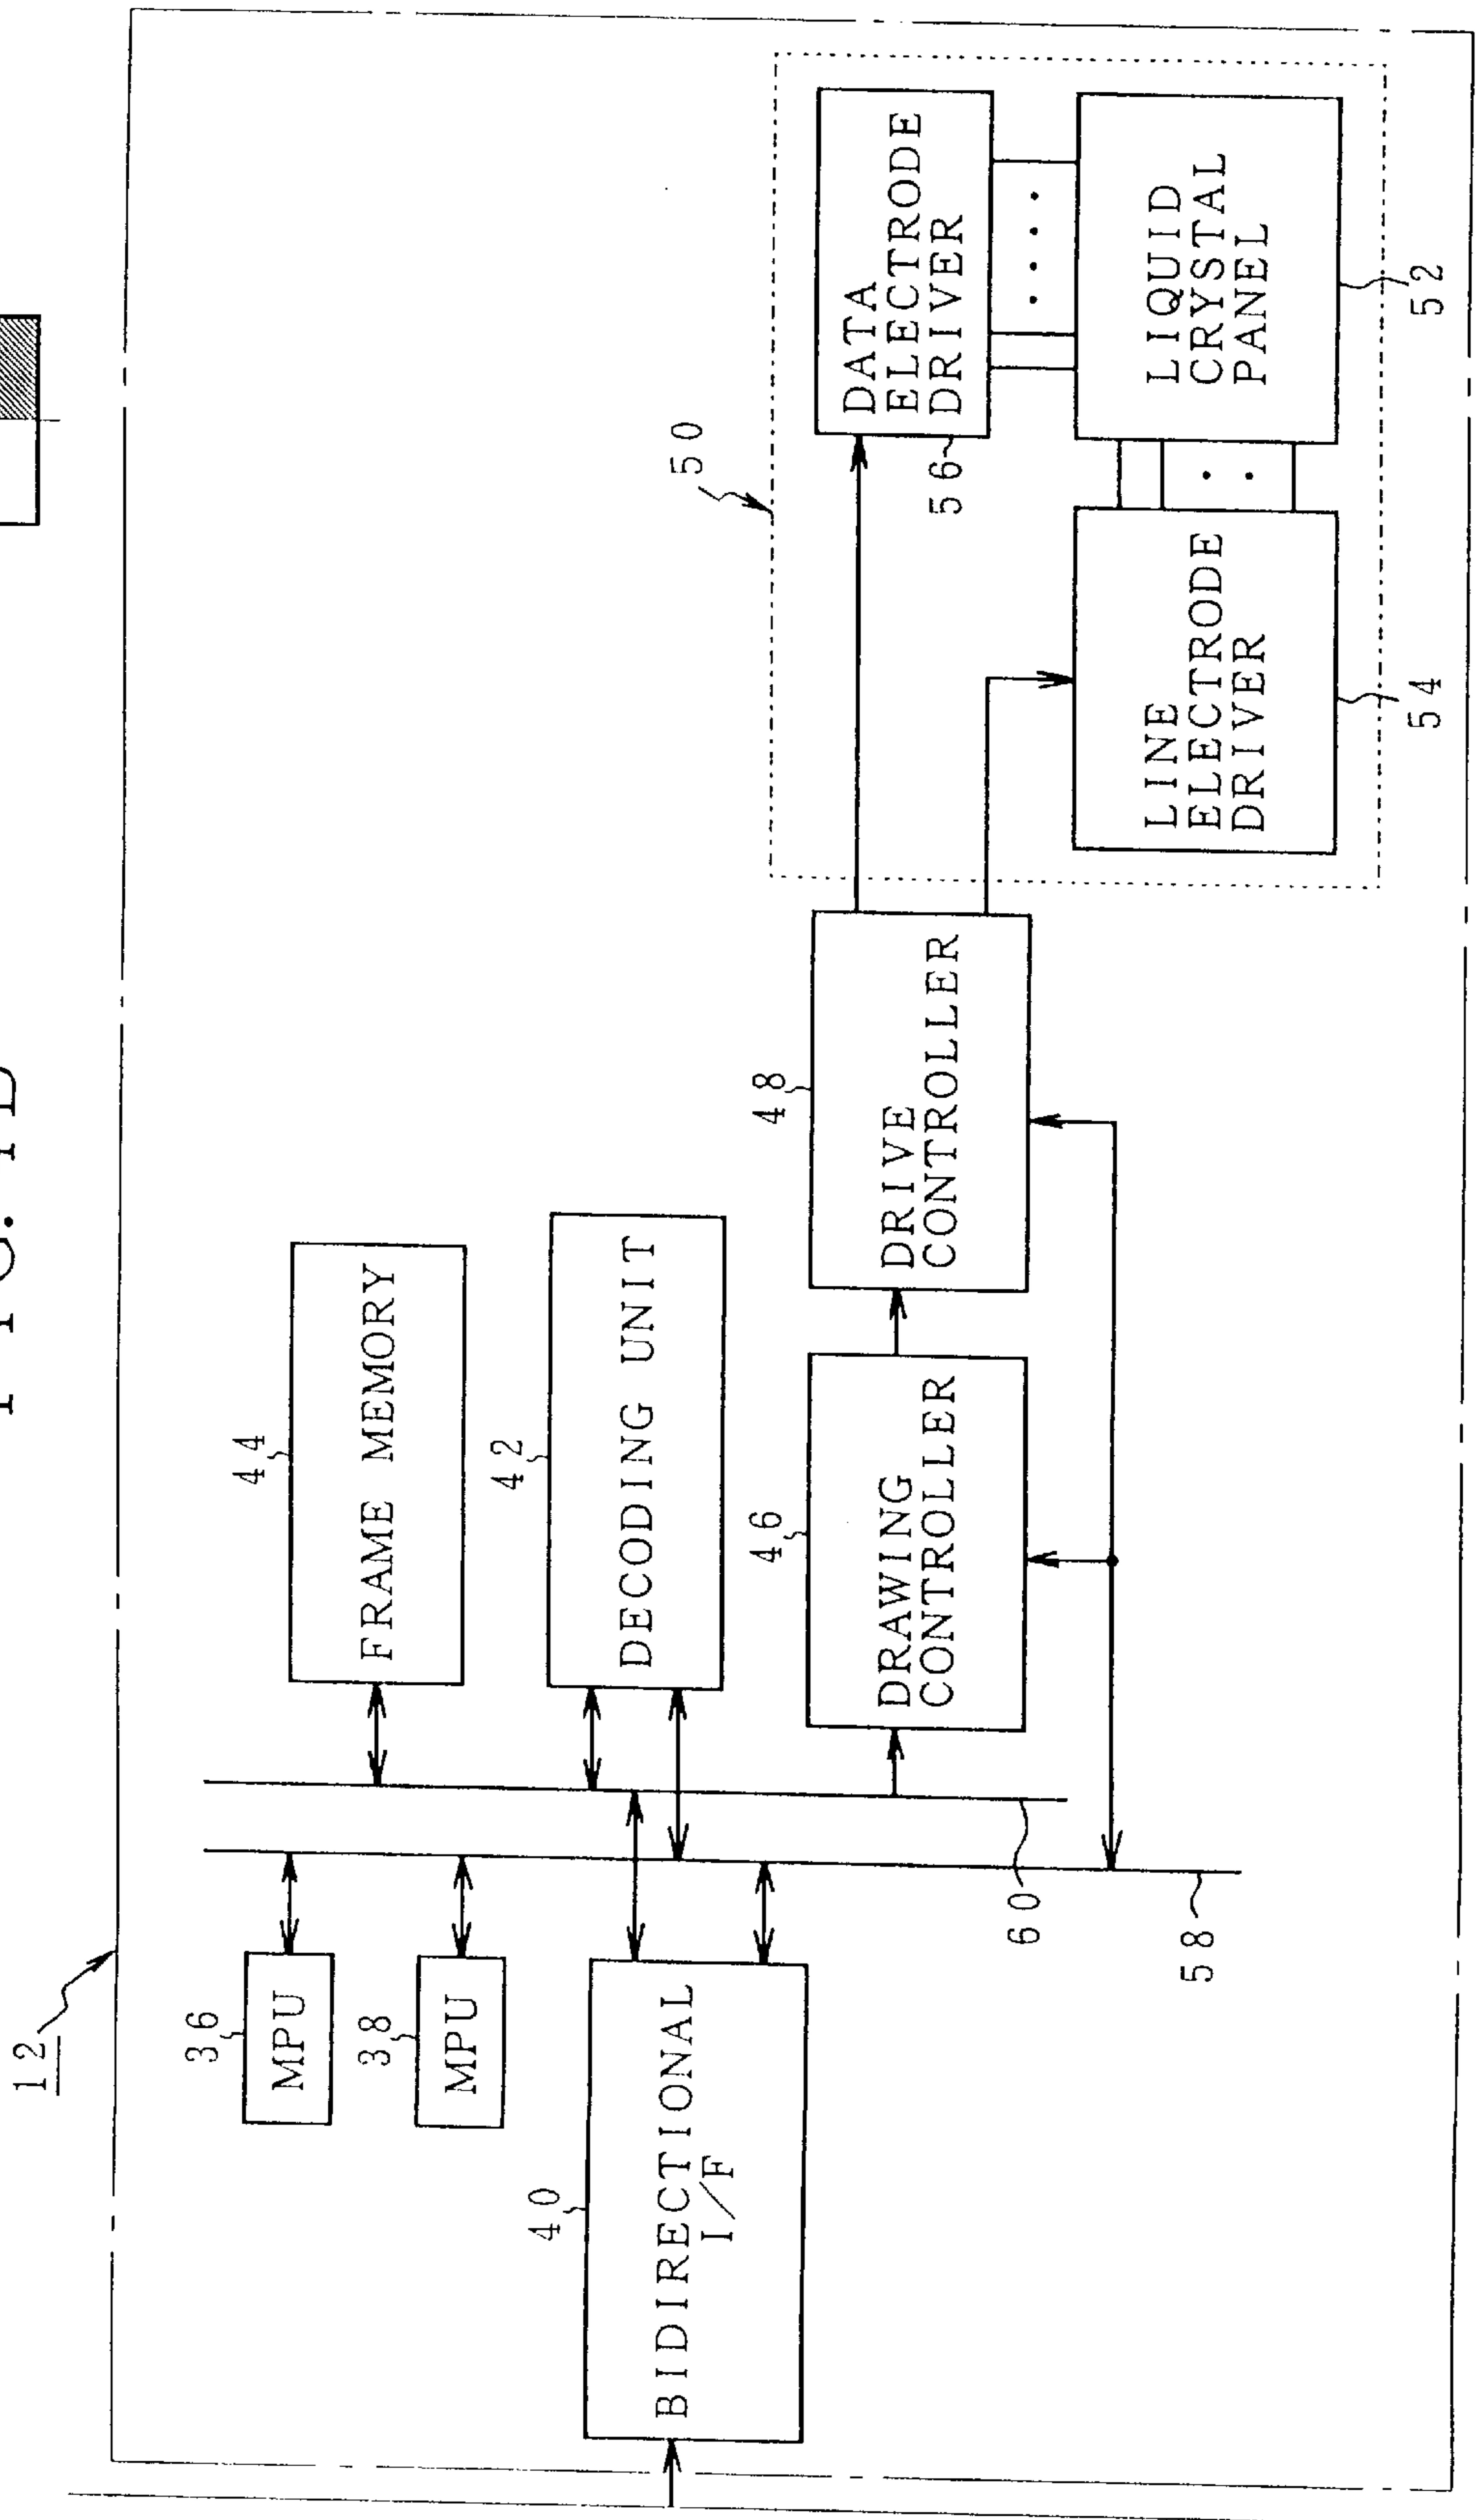 12
36
MPU
38
MPU
40
BIDIRECTIONAL
I/F
44
FRAME MEMORY
42
DECODING UNIT
60
58
46
DRAWING
CONTROLLER
48
DRIVE
CONTROLLER
50
DATA
ELECTRODE
DRIVER
56
LINE
ELECTRODE
DRIVER
54
LIQUID
CRYSTAL
PANEL
52